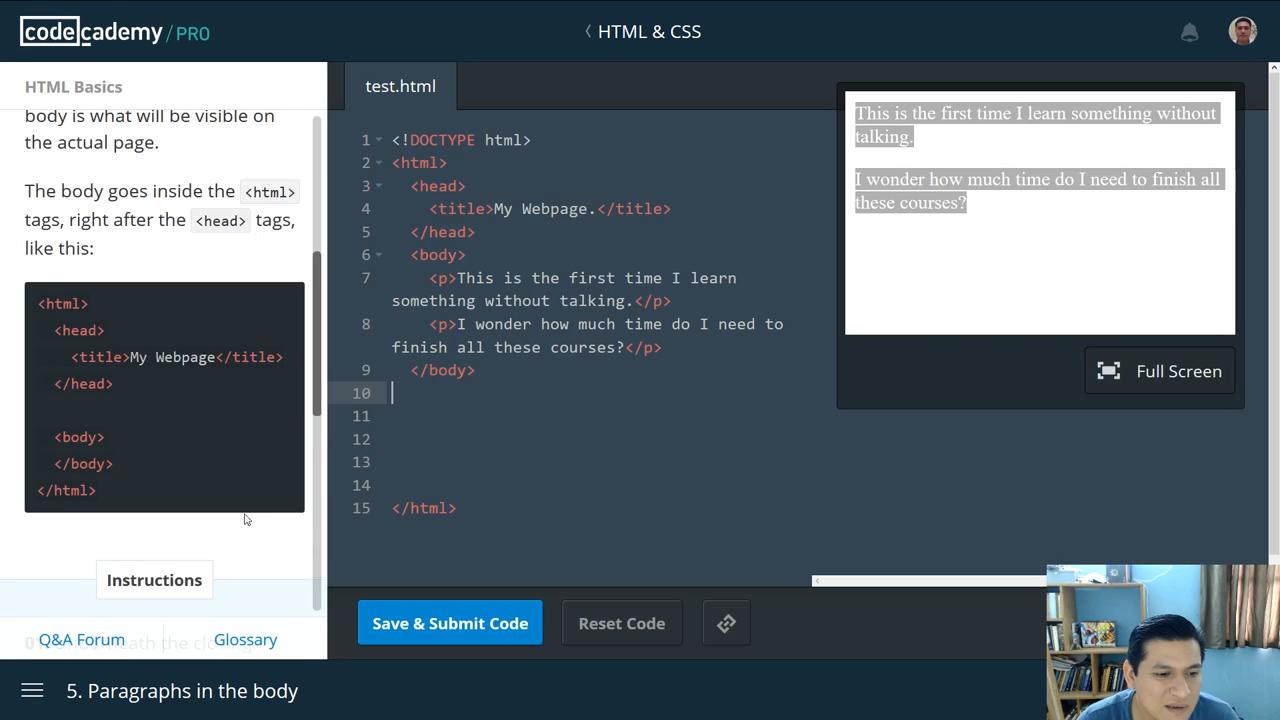 codecademy/PRO
HTML & CSS
HTML Basics
body is what will be visible on
the actual page.
The body goes inside the <html>
tags, right after the <head> tags,
like this:
<html>
<head>
<title>My Webpage</title>
</head>
<body>
</body>
</html>
Instructions
Q&A Forum
Glossary
test.html
1 <!DOCTYPE html>
2 <html>
3 <head>
4 <title>My Webpage.</title>
5 </head>
6 <body>
7 <p>This is the first time I learn
something without talking.</p>
8 <p>I wonder how much time do I need to
finish all these courses?</p>
9 </body>
10
11
12
13
14
15 </html>
This is the first time I learn something without
talking.
I wonder how much time do I need to finish all
these courses?
Full Screen
Save & Submit Code
Reset Code
5. Paragraphs in the body